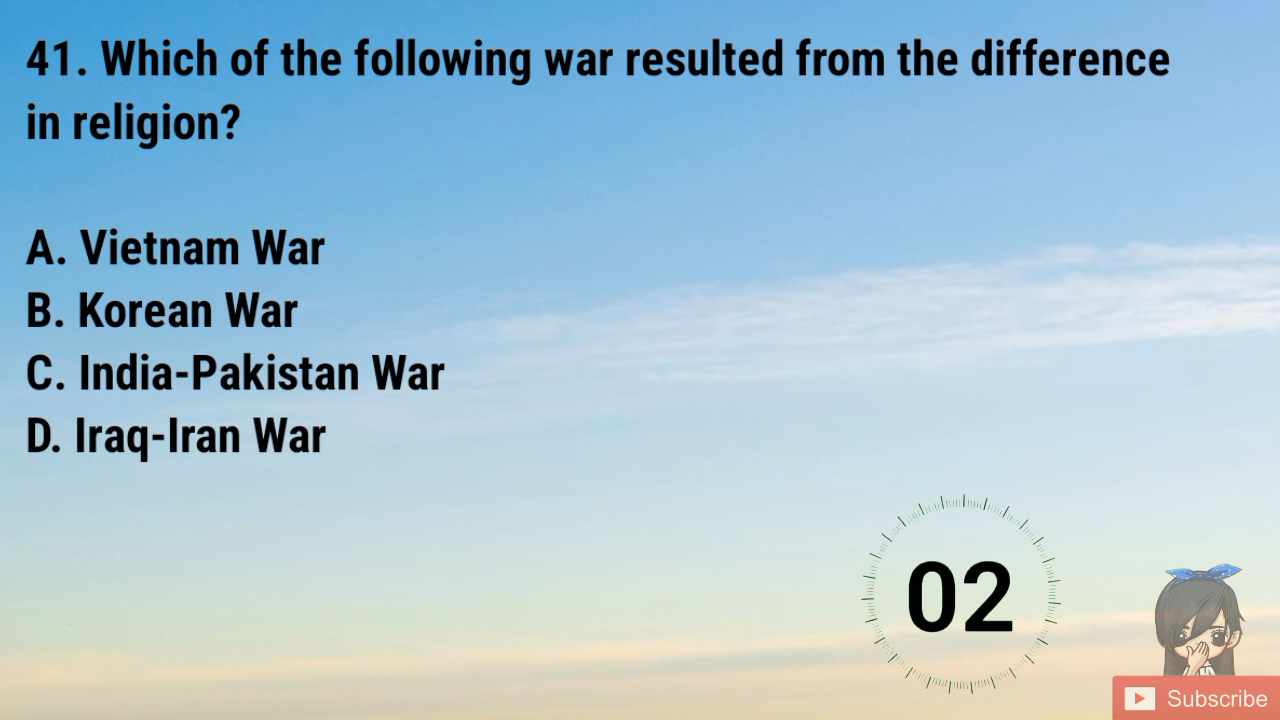 41. Which of the following war resulted from the difference
in religion?
A. Vietnam War
B. Korean War
C. India-Pakistan War
D. Iraq-Iran War
02
Subscribe